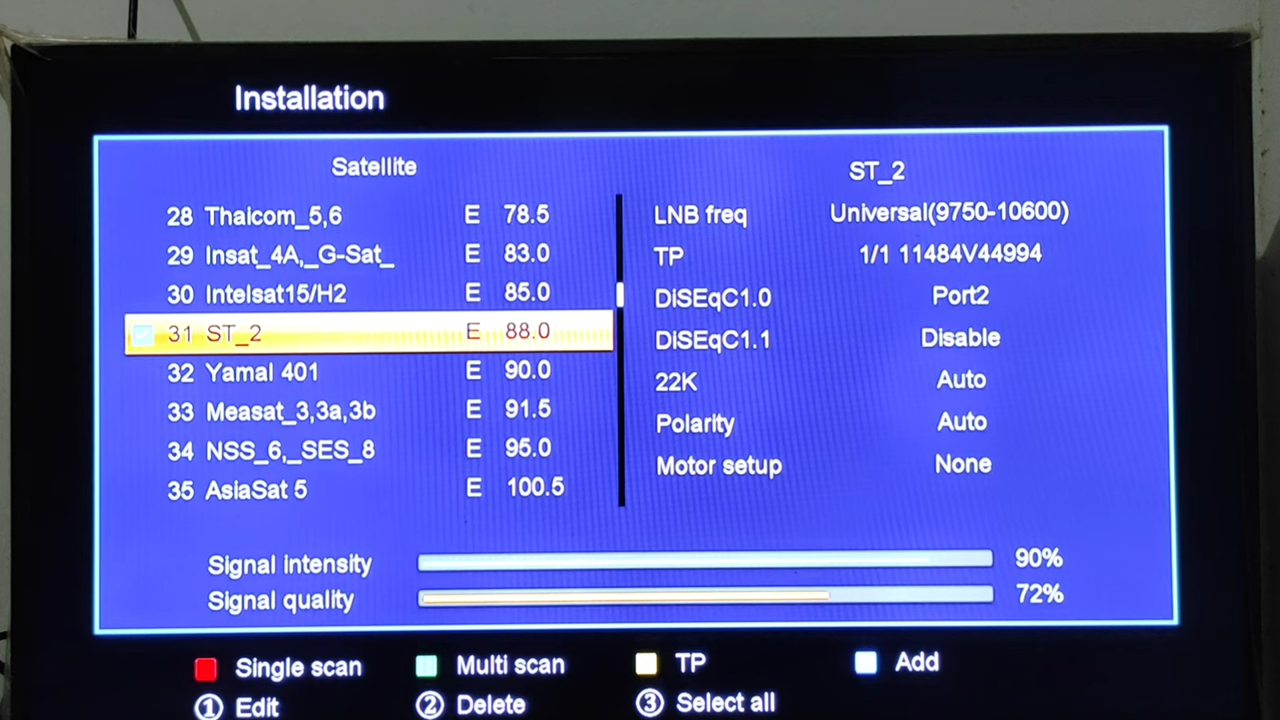 Installation
Satellite
28 Thaicom_5,6 E 78.5
29 Insat_4A,_G-Sat_ E 83.0
30 Intelsat15/H2 E 85.0
31 ST_2 E 88.0
32 Yamal 401 E 90.0
33 Measat_3,3a,3b E 91.5
34 NSS_6,_SES_8 E 95.0
35 AsiaSat 5 E 100.5
ST_2
LNB freq Universal(9750-10600)
TP 1/1 11484V44994
DiSEqC1.0 Port2
DiSEqC1.1 Disable
22K Auto
Polarity Auto
Motor setup None
Signal intensity 90%
Signal quality 72%
Single scan Multi scan TP Add
1 Edit 2 Delete 3 Select all